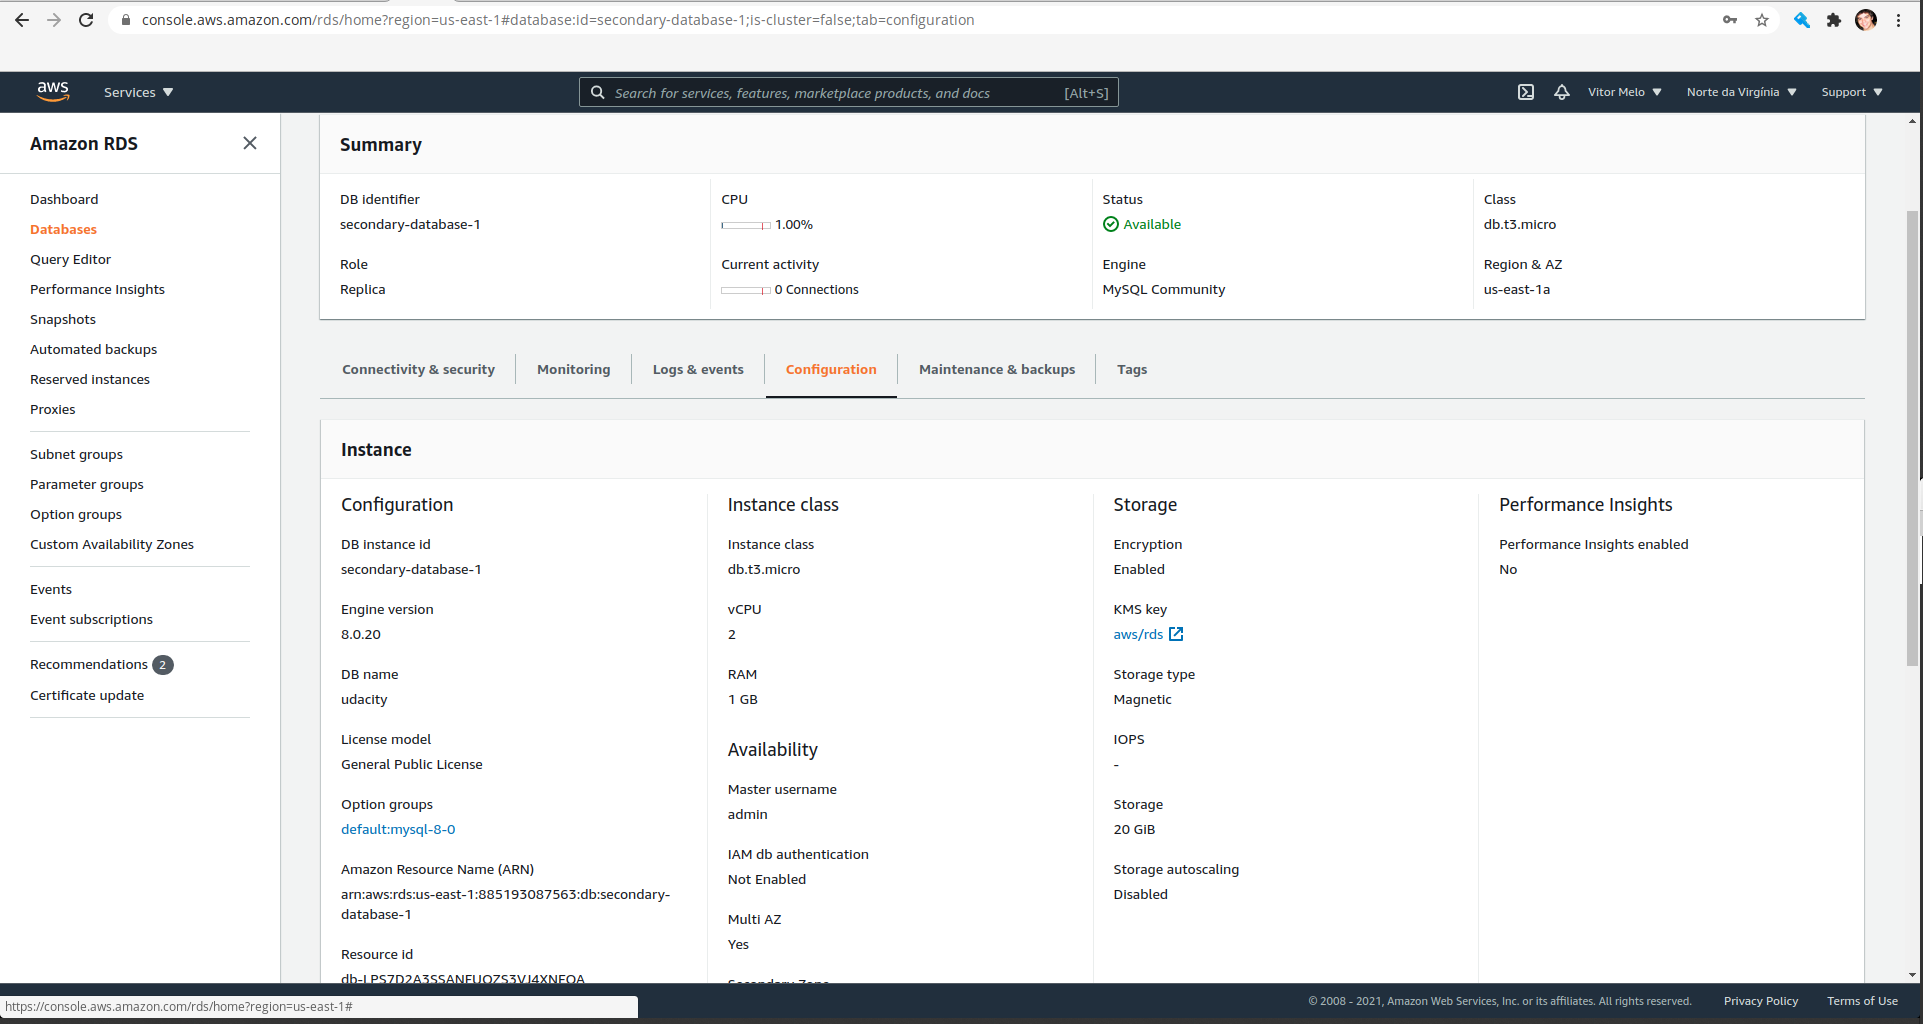 console.aws.amazon.com/rds/home?region=us-east-1#database:id=secondary-database-1;is-cluster=false;tab=configuration
aws
Services
Search for services, features, marketplace products, and docs
[Alt+S]
Vitor Melo
Norte da Virgínia
Support
Amazon RDS
Dashboard
Databases
Query Editor
Performance Insights
Snapshots
Automated backups
Reserved instances
Proxies
Subnet groups
Parameter groups
Option groups
Custom Availability Zones
Events
Event subscriptions
Recommendations 2
Certificate update
Summary
DB identifier
secondary-database-1
CPU
1.00%
Status
Available
Class
db.t3.micro
Role
Replica
Current activity
0 Connections
Engine
MySQL Community
Region & AZ
us-east-1a
Connectivity & security
Monitoring
Logs & events
Configuration
Maintenance & backups
Tags
Instance
Configuration
DB instance id
secondary-database-1
Engine version
8.0.20
DB name
udacity
License model
General Public License
Option groups
default:mysql-8-0
Amazon Resource Name (ARN)
arn:aws:rds:us-east-1:885193087563:db:secondary-
database-1
Resource id
Instance class
Instance class
db.t3.micro
vCPU
2
RAM
1 GB
Availability
Master username
admin
IAM db authentication
Not Enabled
Multi AZ
Yes
Secondary Zone
Storage
Encryption
Enabled
KMS key
aws/rds
Storage type
Magnetic
IOPS
-
Storage
20 GiB
Storage autoscaling
Disabled
Performance Insights
Performance Insights enabled
No
https://console.aws.amazon.com/rds/home?region=us-east-1#
© 2008 - 2021, Amazon Web Services, Inc. or its affiliates. All rights reserved.
Privacy Policy
Terms of Use